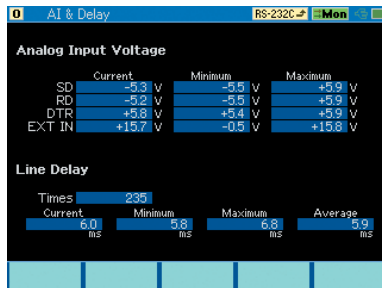 0 AI & Delay RS-232C Mon
Analog Input Voltage
Current Minimum Maximum
SD -5.3 V -5.5 V +5.9 V
RD -5.2 V -5.5 V +5.9 V
DTR +5.8 V +5.4 V +5.9 V
EXT IN +15.7 V -0.5 V +15.8 V
Line Delay
Times 235
Current Minimum Maximum Average
6.0 5.8 6.8 5.9
ms ms ms ms